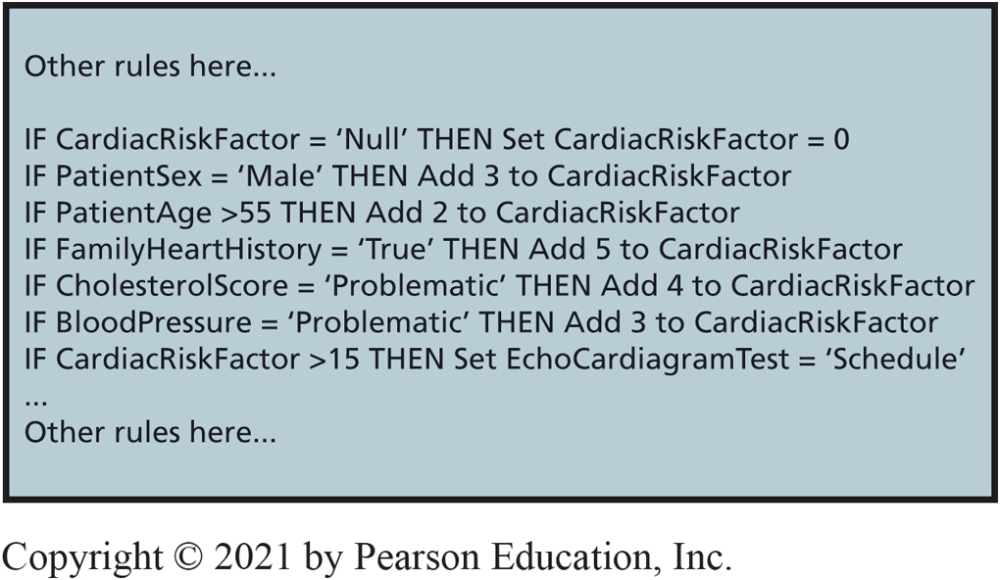 Other rules here...
IF CardiacRiskFactor = ‘Null’ THEN Set CardiacRiskFactor = 0
IF PatientSex = ‘Male’ THEN Add 3 to CardiacRiskFactor
IF PatientAge >55 THEN Add 2 to CardiacRiskFactor
IF FamilyHeartHistory = ‘True’ THEN Add 5 to CardiacRiskFactor
IF CholesterolScore = ‘Problematic’ THEN Add 4 to CardiacRiskFactor
IF BloodPressure = ‘Problematic’ THEN Add 3 to CardiacRiskFactor
IF CardiacRiskFactor >15 THEN Set EchoCardiagramTest = ‘Schedule’
...
Other rules here...
Copyright © 2021 by Pearson Education, Inc.